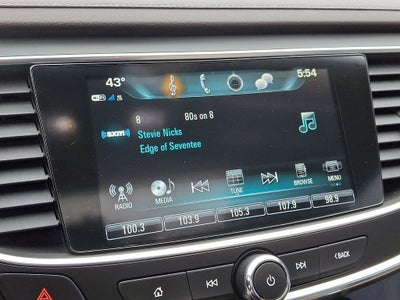 43° 5:54
8 80s on 8
((SXM))
Stevie Nicks
Edge of Seventee
RADIO MEDIA TUNE BROWSE MENU
100.3 103.9 105.3 107.9 98.9
BACK